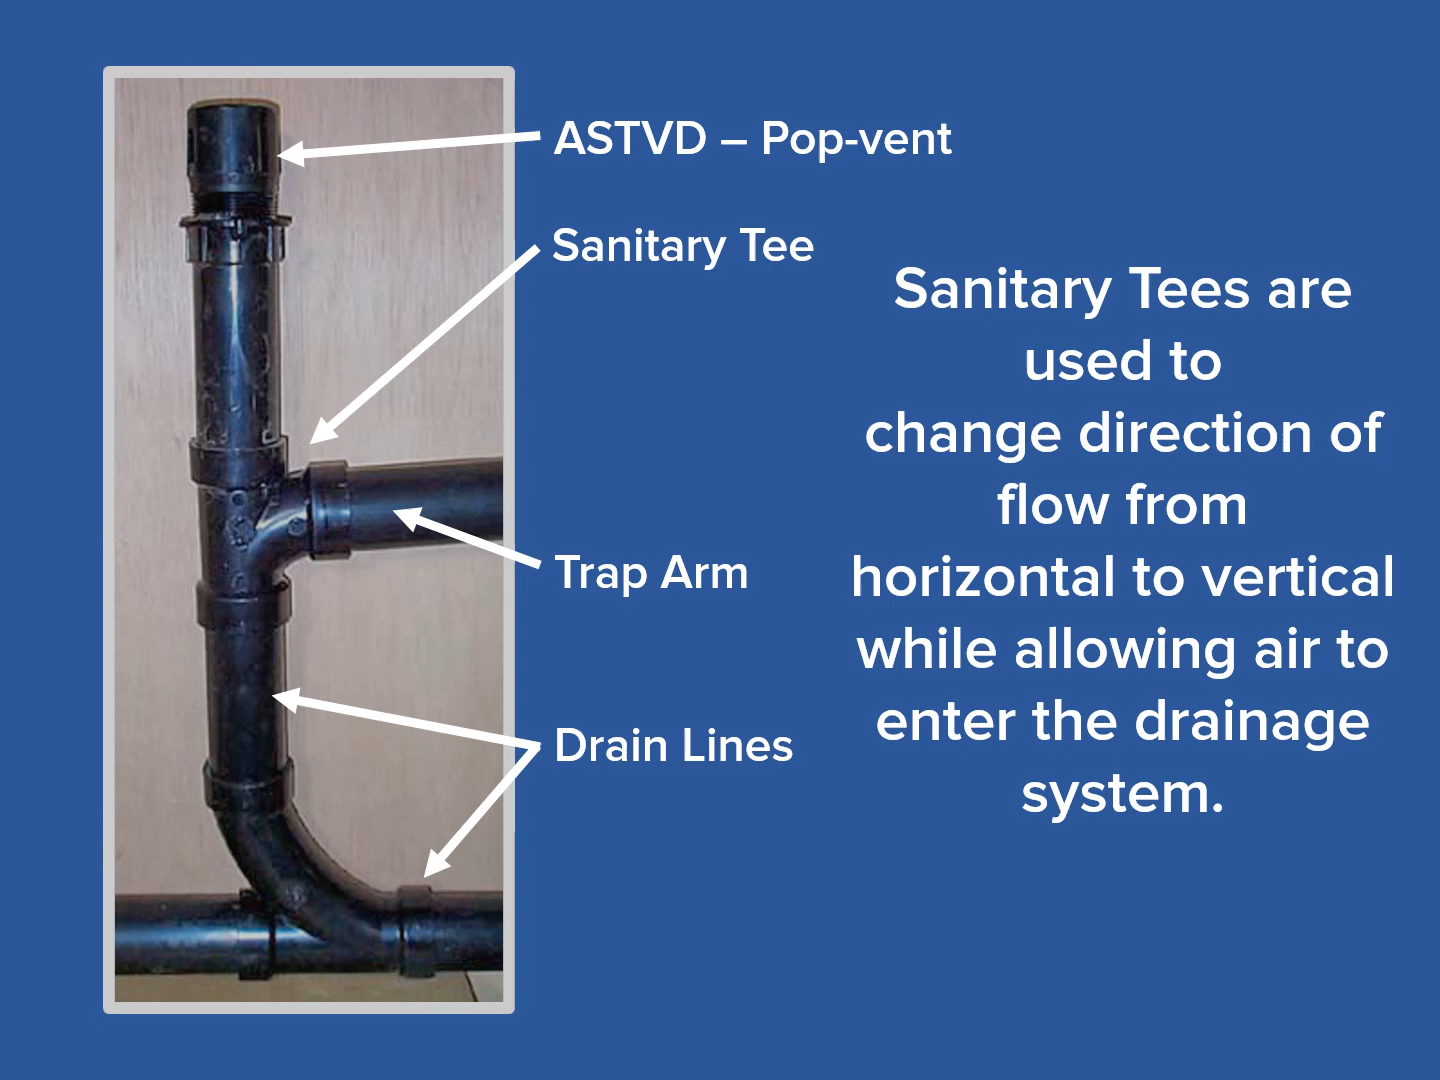 ASTVD – Pop-vent
Sanitary Tee
Trap Arm
Drain Lines
Sanitary Tees are
used to
change direction of
flow from
horizontal to vertical
while allowing air to
enter the drainage
system.